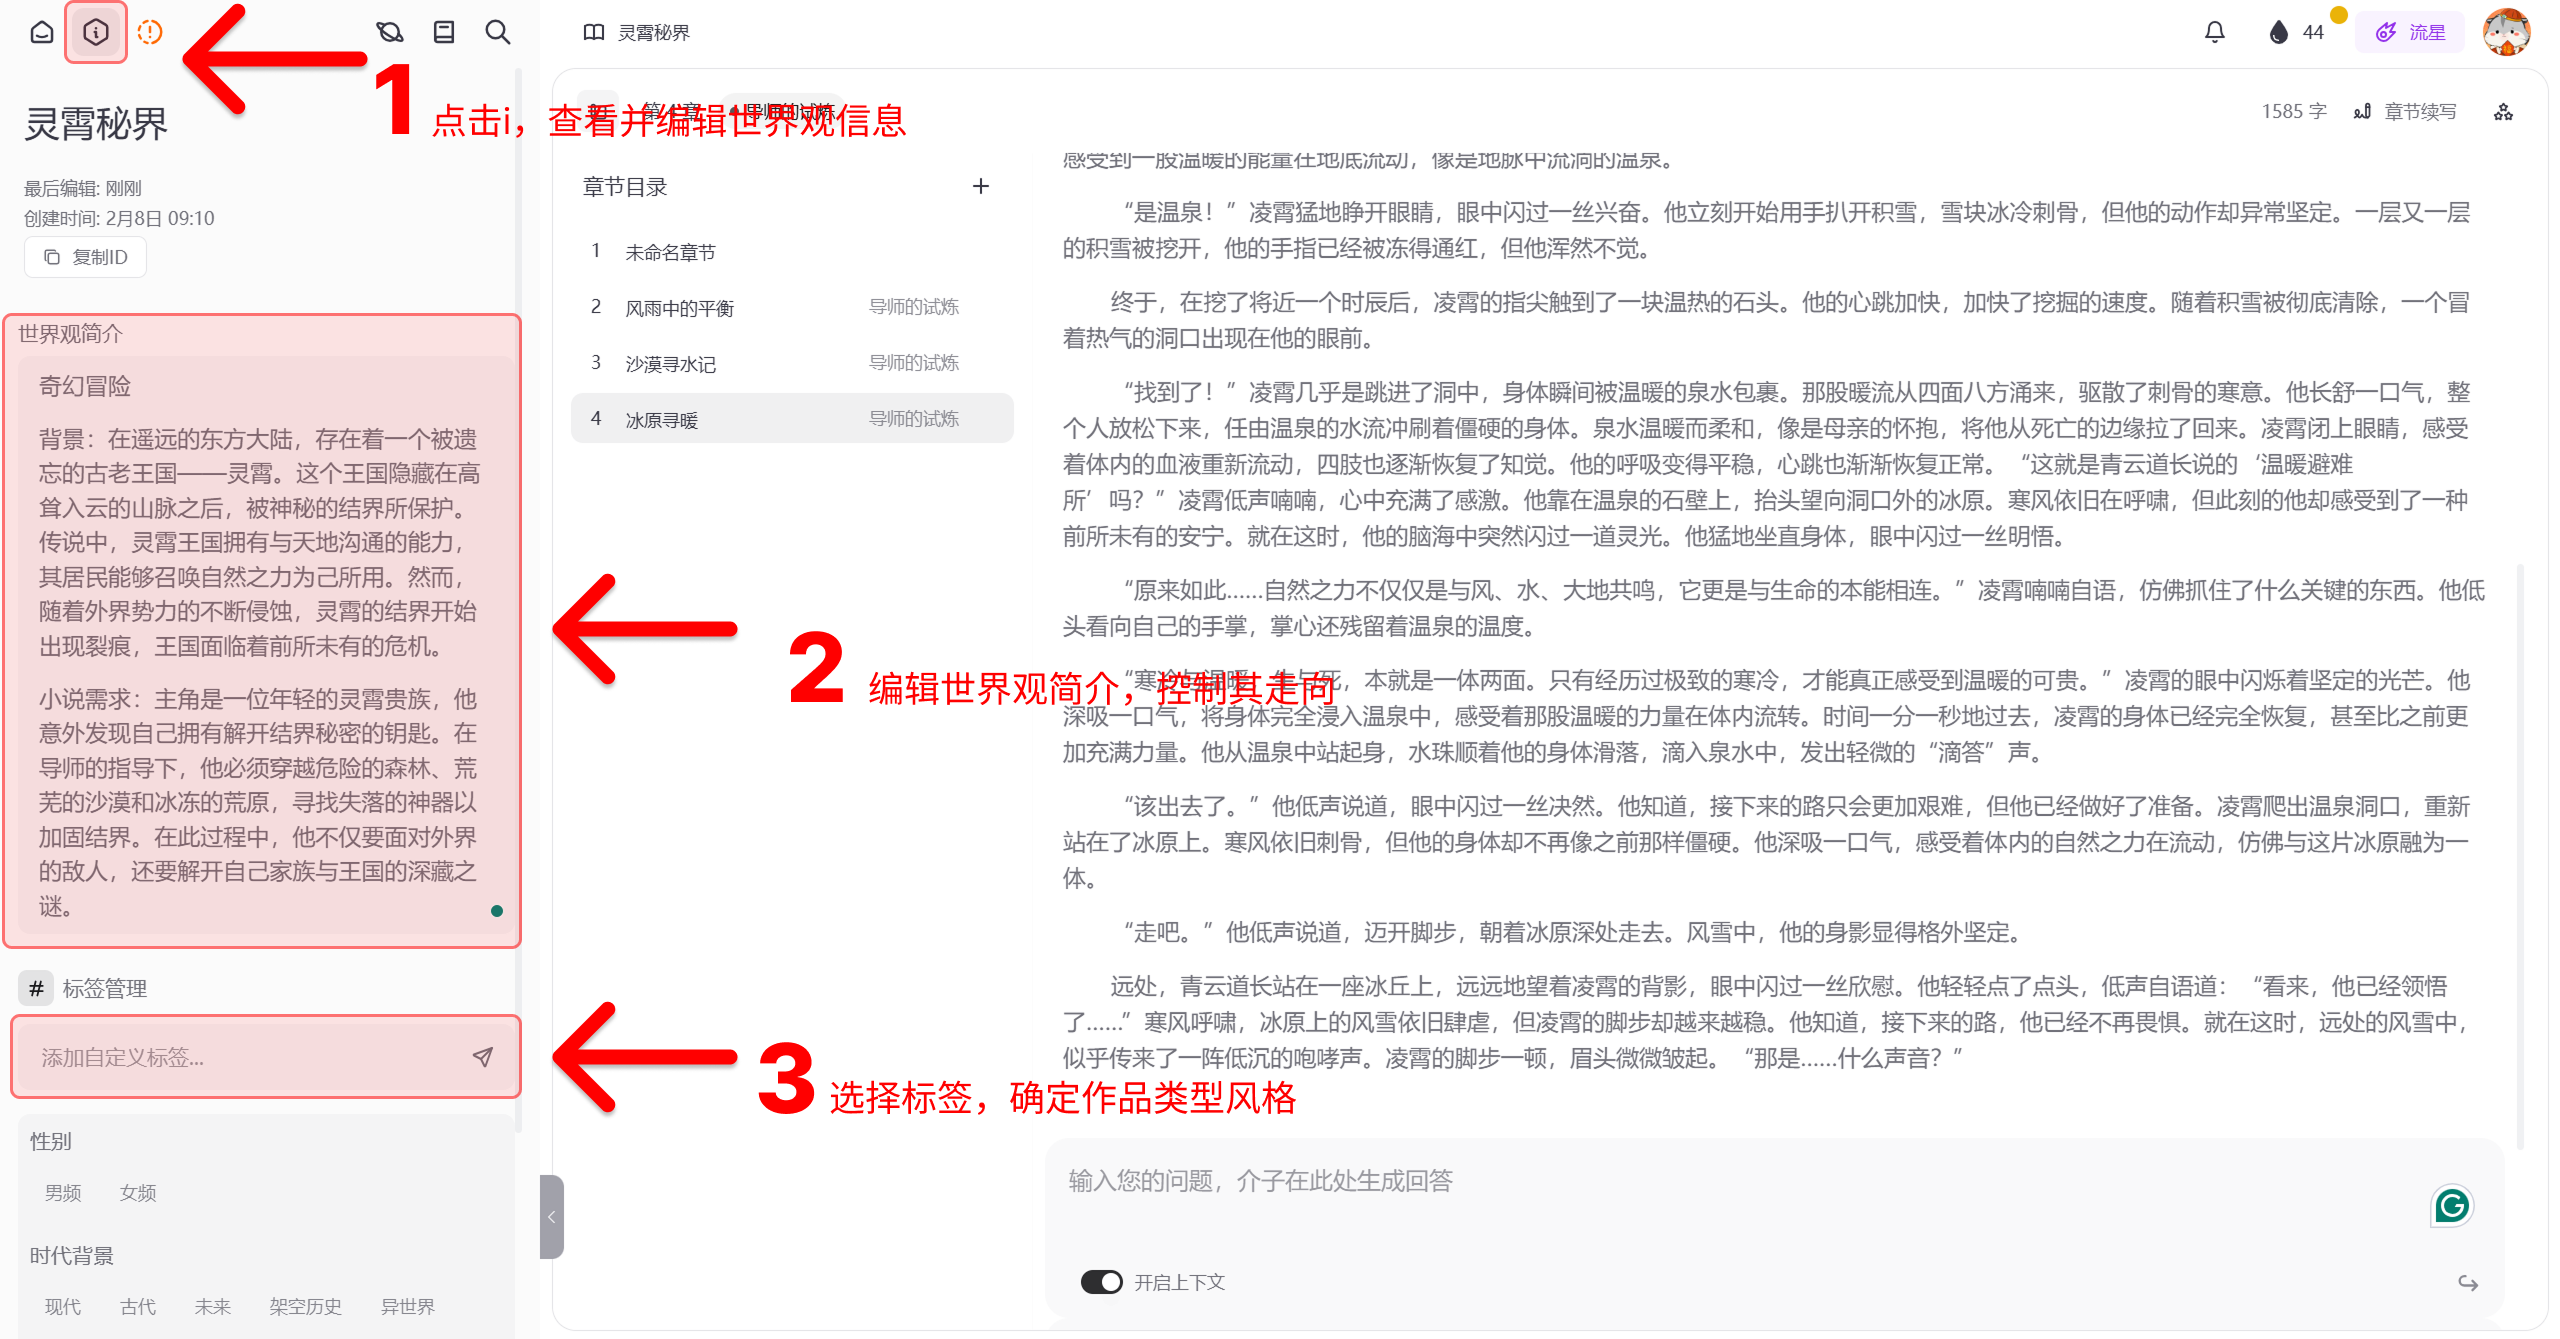 灵霄秘界
最后编辑: 刚刚
创建时间: 2月8日 09:10
复制ID
世界观简介
奇幻冒险
背景：在遥远的东方大陆，存在着一个被遗
忘的古老王国——灵霄。这个王国隐藏在高
耸入云的山脉之后，被神秘的结界所保护。
传说中，灵霄王国拥有与天地沟通的能力，
其居民能够召唤自然之力为己所用。然而，
随着外界势力的不断侵蚀，灵霄的结界开始
出现裂痕，王国面临着前所未有的危机。
小说需求：主角是一位年轻的灵霄贵族，他
意外发现自己拥有解开结界秘密的钥匙。在
导师的指导下，他必须穿越危险的森林、荒
芜的沙漠和冰冻的荒原，寻找失落的神器以
加固结界。在此过程中，他不仅要面对外界
的敌人，还要解开自己家族与王国的深藏之
谜。
# 标签管理
添加自定义标签...
性别
男频 女频
时代背景
现代 古代 未来 架空历史 异世界
1 点击i，查看并编辑世界观信息
2 编辑世界观简介，控制其走向
3 选择标签，确定作品类型风格
灵霄秘界
44
流星
第 4 章
导师的试炼
1585 字
章节续写
章节目录
1 未命名章节
2 风雨中的平衡 导师的试炼
3 沙漠寻水记 导师的试炼
4 冰原寻暖 导师的试炼
感受到一股温暖的能量在地底流动，像是地脉中流淌的温泉。
“是温泉！”凌霄猛地睁开眼睛，眼中闪过一丝兴奋。他立刻开始用手扒开积雪，雪块冰冷刺骨，但他的动作却异常坚定。一层又一层
的积雪被挖开，他的手指已经被冻得通红，但他浑然不觉。
终于，在挖了将近一个时辰后，凌霄的指尖触到了一块温热的石头。他的心跳加快，加快了挖掘的速度。随着积雪被彻底清除，一个冒
着热气的洞口出现在他的眼前。
“找到了！”凌霄几乎是跳进了洞中，身体瞬间被温暖的泉水包裹。那股暖流从四面八方涌来，驱散了刺骨的寒意。他长舒一口气，整
个人放松下来，任由温泉的水流冲刷着僵硬的身体。泉水温暖而柔和，像是母亲的怀抱，将他从死亡的边缘拉了回来。凌霄闭上眼睛，感受
着体内的血液重新流动，四肢也逐渐恢复了知觉。他的呼吸变得平稳，心跳也渐渐恢复正常。“这就是青云道长说的‘温暖避难
所’吗？”凌霄低声喃喃，心中充满了感激。他靠在温泉的石壁上，抬头望向洞口外的冰原。寒风依旧在呼啸，但此刻的他却感受到了一种
前所未有的安宁。就在这时，他的脑海中突然闪过一道灵光。他猛地坐直身体，眼中闪过一丝明悟。
“原来如此……自然之力不仅仅是与风、水、大地共鸣，它更是与生命的本能相连。”凌霄喃喃自语，仿佛抓住了什么关键的东西。他低
头看向自己的手掌，掌心还残留着温泉的温度。
“寒冷与温暖，生与死，本就是一体两面。只有经历过极致的寒冷，才能真正感受到温暖的可贵。”凌霄的眼中闪烁着坚定的光芒。他
深吸一口气，将身体完全浸入温泉中，感受着那股温暖的力量在体内流转。时间一分一秒地过去，凌霄的身体已经完全恢复，甚至比之前更
加充满力量。他从温泉中站起身，水珠顺着他的身体滑落，滴入泉水中，发出轻微的“滴答”声。
“该出去了。”他低声说道，眼中闪过一丝决然。他知道，接下来的路只会更加艰难，但他已经做好了准备。凌霄爬出温泉洞口，重新
站在了冰原上。寒风依旧刺骨，但他的身体却不再像之前那样僵硬。他深吸一口气，感受着体内的自然之力在流动，仿佛与这片冰原融为一
体。
“走吧。”他低声说道，迈开脚步，朝着冰原深处走去。风雪中，他的身影显得格外坚定。
远处，青云道长站在一座冰丘上，远远地望着凌霄的背影，眼中闪过一丝欣慰。他轻轻点了点头，低声自语道：“看来，他已经领悟
了……”寒风呼啸，冰原上的风雪依旧肆虐，但凌霄的脚步却越来越稳。他知道，接下来的路，他已经不再畏惧。就在这时，远处的风雪中，
似乎传来了一阵低沉的咆哮声。凌霄的脚步一顿，眉头微微皱起。“那是……什么声音？”
输入您的问题，介子在此处生成回答
开启上下文